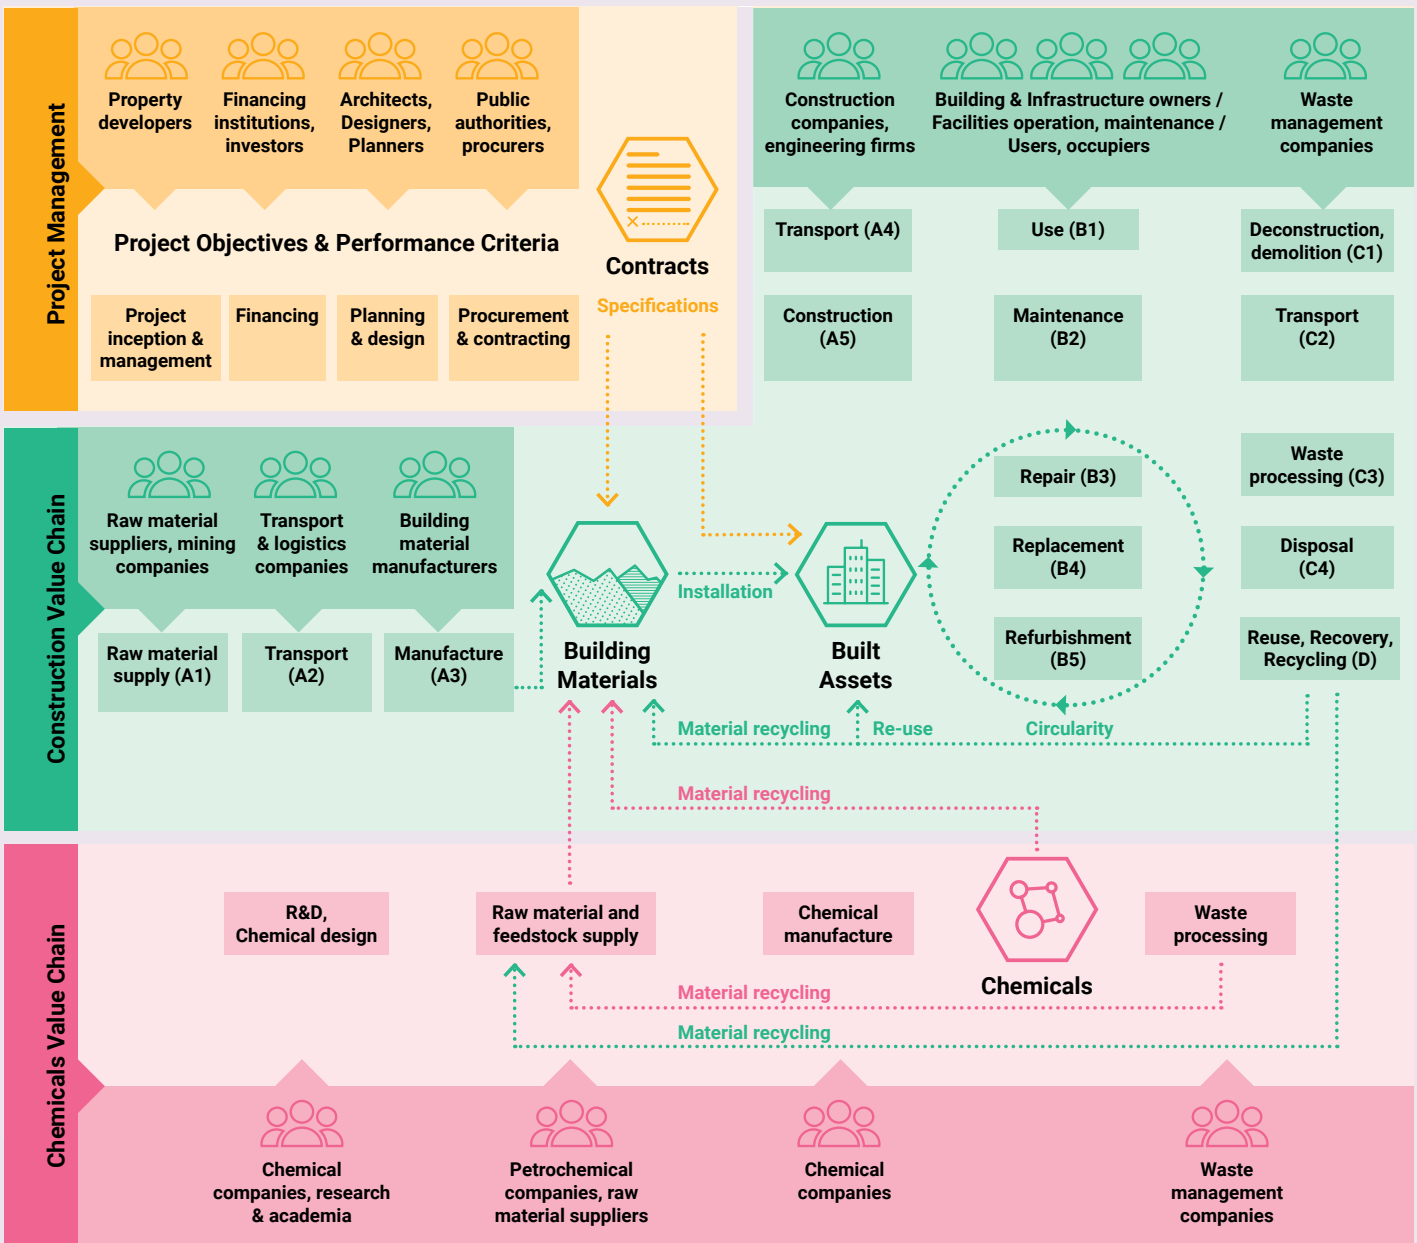 Project Management
Property
developers
Financing
institutions,
investors
Architects,
Designers,
Planners
Public
authorities,
procurers
Project Objectives & Performance Criteria
Project
inception &
management
Financing
Planning
& design
Procurement
& contracting
Contracts
Specifications
Construction
companies,
engineering firms
Building & Infrastructure owners /
Facilities operation, maintenance /
Users, occupiers
Waste
management
companies
Transport (A4)
Construction
(A5)
Use (B1)
Maintenance
(B2)
Repair (B3)
Replacement
(B4)
Refurbishment
(B5)
Deconstruction,
demolition (C1)
Transport
(C2)
Waste
processing (C3)
Disposal
(C4)
Reuse, Recovery,
Recycling (D)
Construction Value Chain
Raw material
suppliers, mining
companies
Transport
& logistics
companies
Building
material
manufacturers
Raw material
supply (A1)
Transport
(A2)
Manufacture
(A3)
Building
Materials
Installation
Built
Assets
Material recycling
Re-use
Circularity
Material recycling
Chemicals Value Chain
R&D,
Chemical design
Raw material and
feedstock supply
Chemical
manufacture
Chemicals
Waste
processing
Material recycling
Material recycling
Chemical
companies, research
& academia
Petrochemical
companies, raw
material suppliers
Chemical
companies
Waste
management
companies